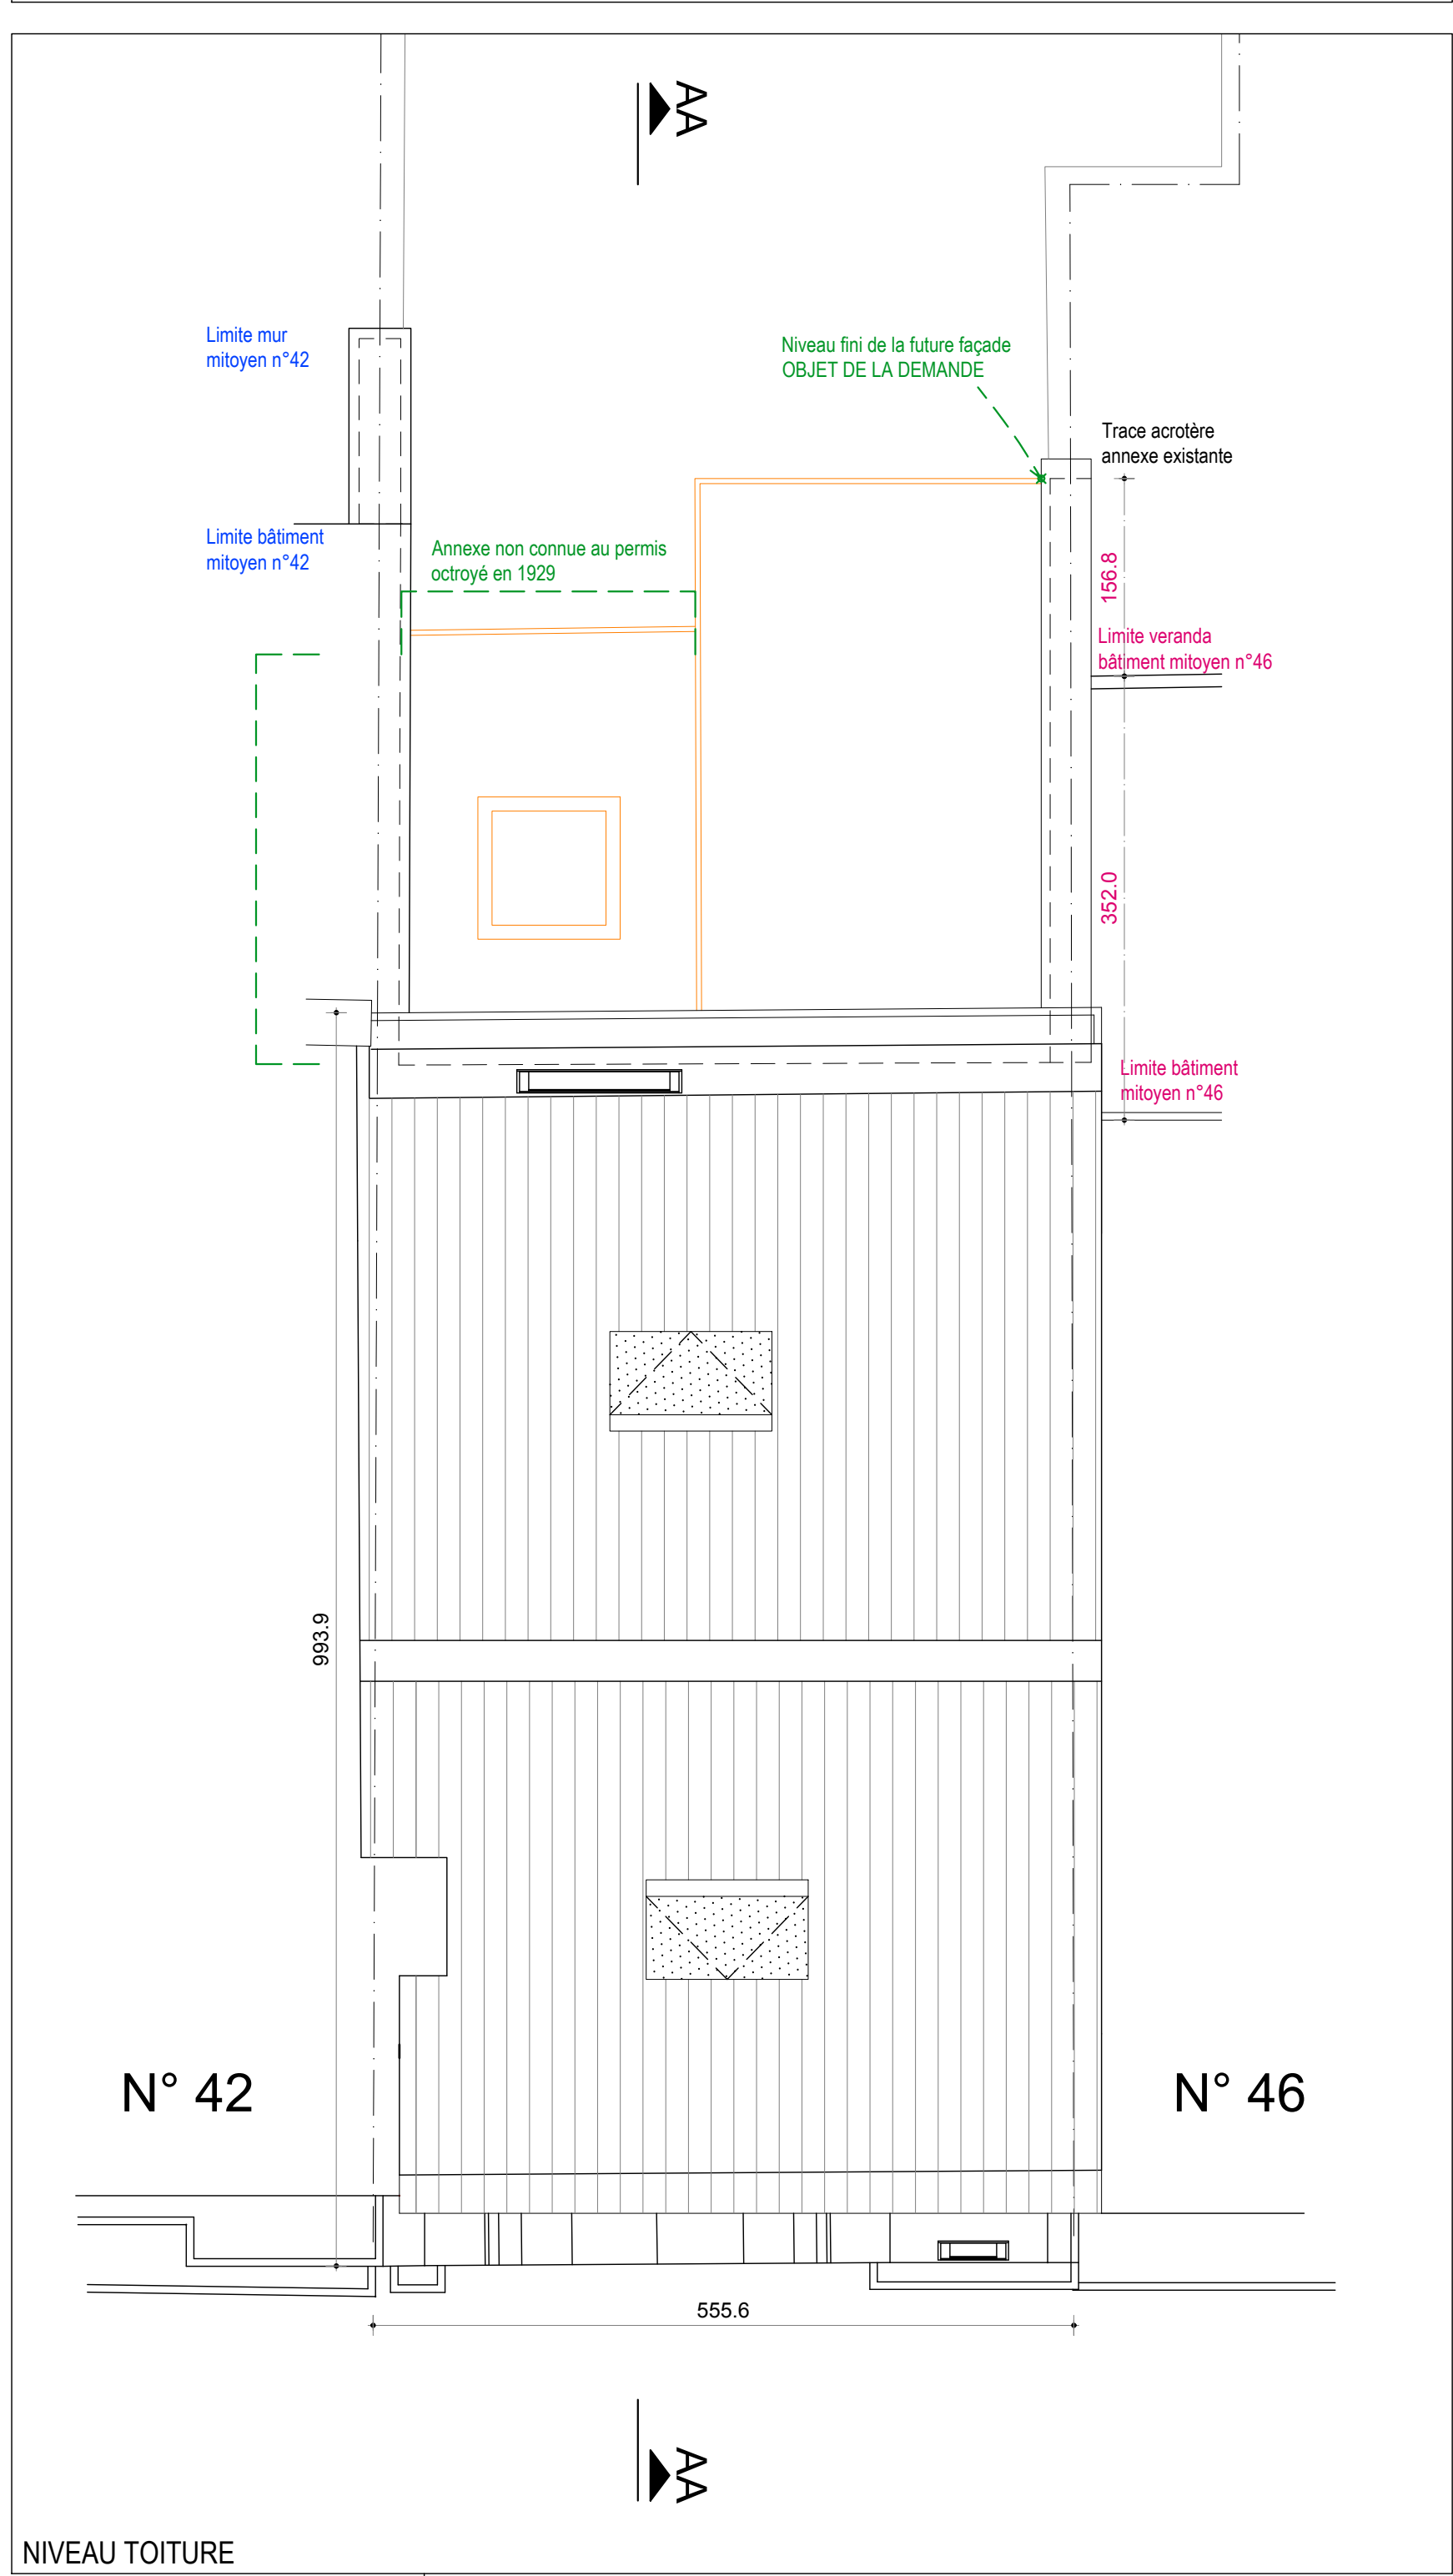 AA
Limite mur
mitoyen n°42
Niveau fini de la future façade
OBJET DE LA DEMANDE
Trace acrotère
annexe existante
Limite bâtiment
mitoyen n°42
Annexe non connue au permis
octroyé en 1929
156.8
Limite veranda
bâtiment mitoyen n°46
352.0
Limite bâtiment
mitoyen n°46
993.9
N° 42
N° 46
555.6
AA
NIVEAU TOITURE